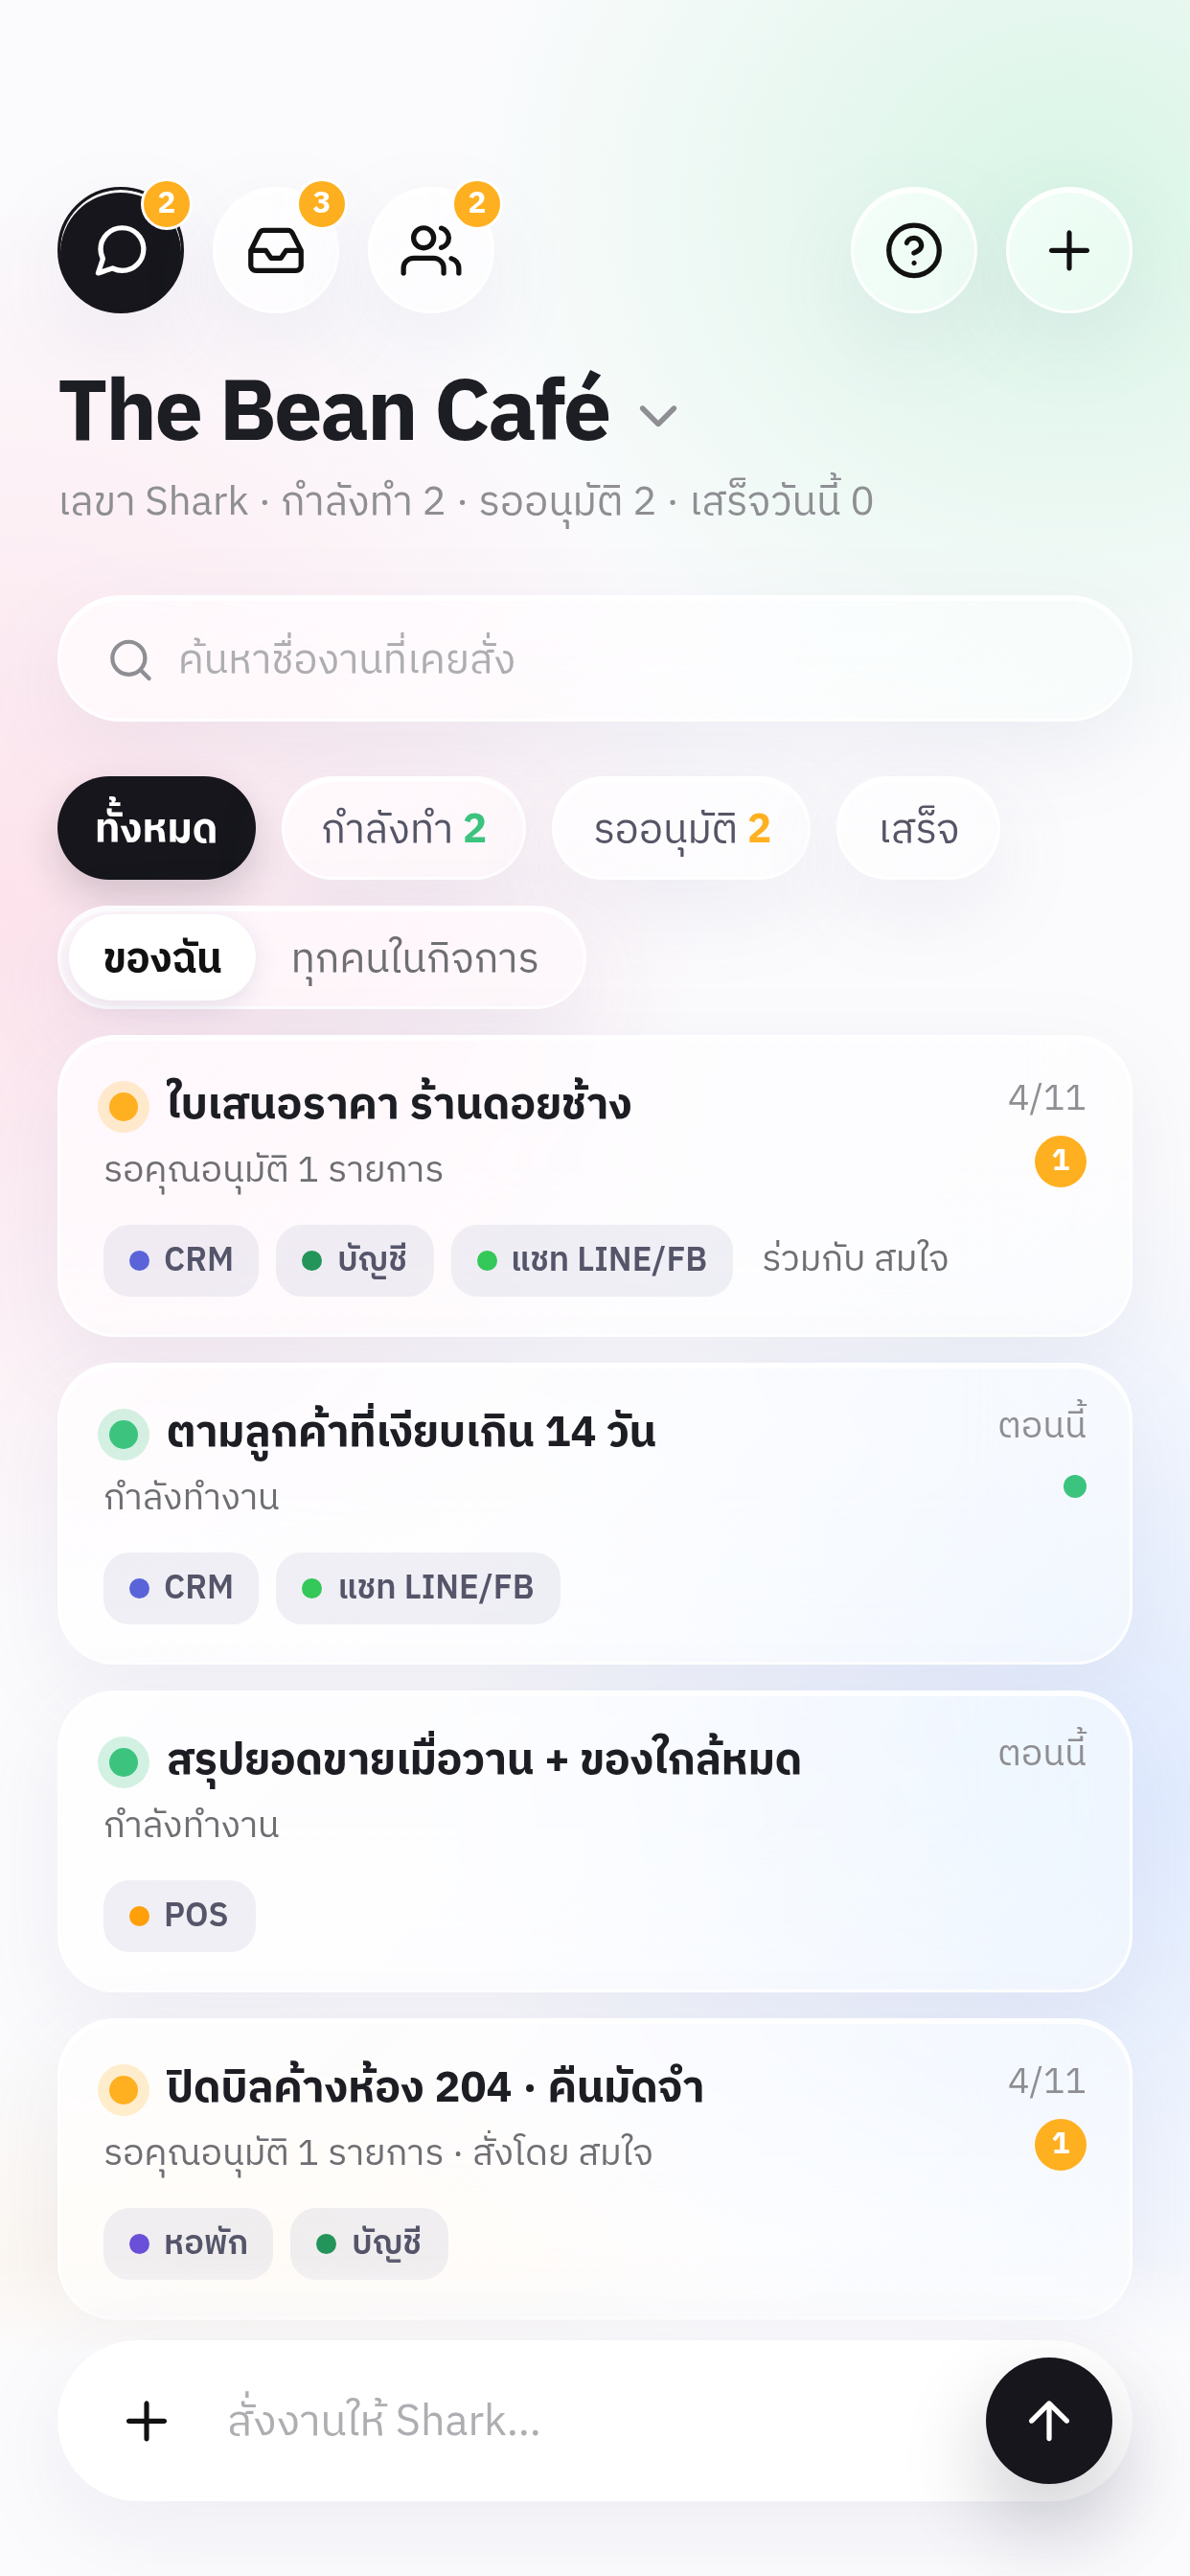 2 3 2
The Bean Café
เลขา Shark · กำลังทำ 2 · รออนุมัติ 2 · เสร็จวันนี้ 0
ค้นหาชื่องานที่เคยสั่ง
ทั้งหมด กำลังทำ 2 รออนุมัติ 2 เสร็จ
ของฉัน ทุกคนในกิจการ
ใบเสนอราคา ร้านดอยช้าง 4/11
รอคุณอนุมัติ 1 รายการ 1
CRM บัญชี แชท LINE/FB ร่วมกับ สมใจ
ตามลูกค้าที่เงียบเกิน 14 วัน ตอนนี้
กำลังทำงาน
CRM แชท LINE/FB
สรุปยอดขายเมื่อวาน + ของใกล้หมด ตอนนี้
กำลังทำงาน
POS
ปิดบิลค้างห้อง 204 · คืนมัดจำ 4/11
รอคุณอนุมัติ 1 รายการ · สั่งโดย สมใจ 1
หอพัก บัญชี
สั่งงานให้ Shark...